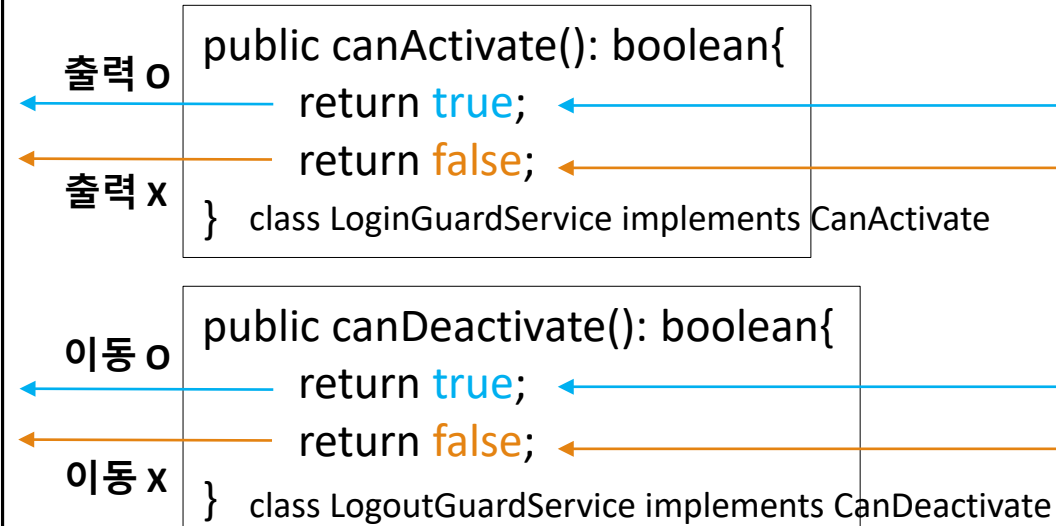 출력 O
public canActivate(): boolean{
return true;
return false;
출력 X
} class LoginGuardService implements CanActivate
이동 O
public canDeactivate(): boolean{
return true;
return false;
이동 X
} class LogoutGuardService implements CanDeactivate